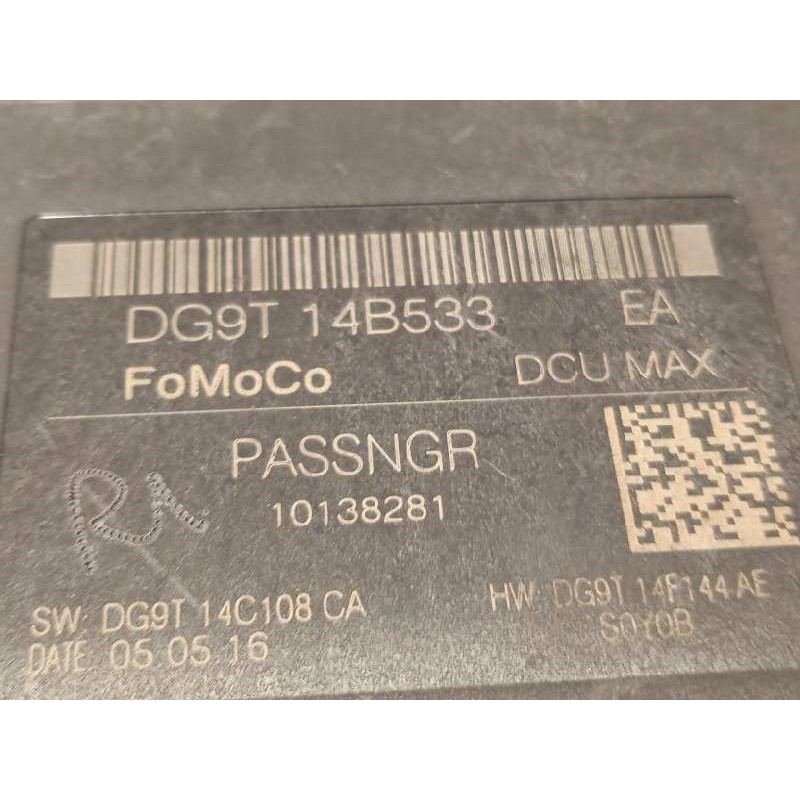 DG9T 14B533 EA
FoMoCo DCU MAX
PASSNGR
10138281
SW: DG9T 14C108 CA
DATE 05.05.16
HW: DG9T 14F144 AE
S0Y0B